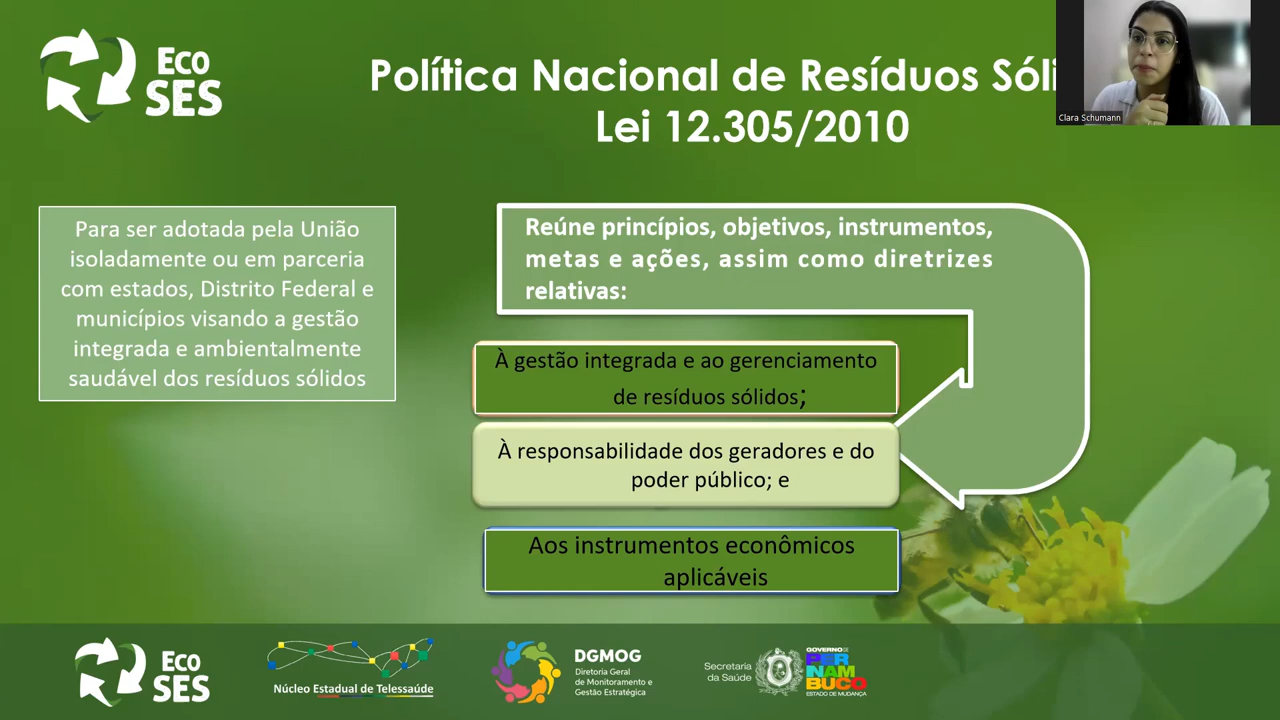 Eco
SES
Política Nacional de Resíduos Sóli
Lei 12.305/2010
Clara Schumann
Para ser adotada pela União
isoladamente ou em parceria
com estados, Distrito Federal e
municípios visando a gestão
integrada e ambientalmente
saudável dos resíduos sólidos
Reúne princípios, objetivos, instrumentos,
metas e ações, assim como diretrizes
relativas:
À gestão integrada e ao gerenciamento
de resíduos sólidos;
À responsabilidade dos geradores e do
poder público; e
Aos instrumentos econômicos
aplicáveis
Eco
SES
Núcleo Estadual de Telessaúde
DGMOG
Diretoria Geral
de Monitoramento e
Gestão Estratégica
Secretaria
da Saúde
GOVERNO DE
PER
NAM
BUCO
ESTADO DE MUDANÇA